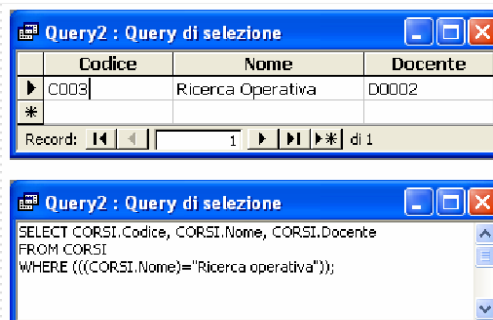 Query2 : Query di selezione
Codice Nome Docente
C003 Ricerca Operativa D0002
Record: 1 di 1
Query2 : Query di selezione
SELECT CORSI.Codice, CORSI.Nome, CORSI.Docente
FROM CORSI
WHERE (((CORSI.Nome)="Ricerca operativa"));